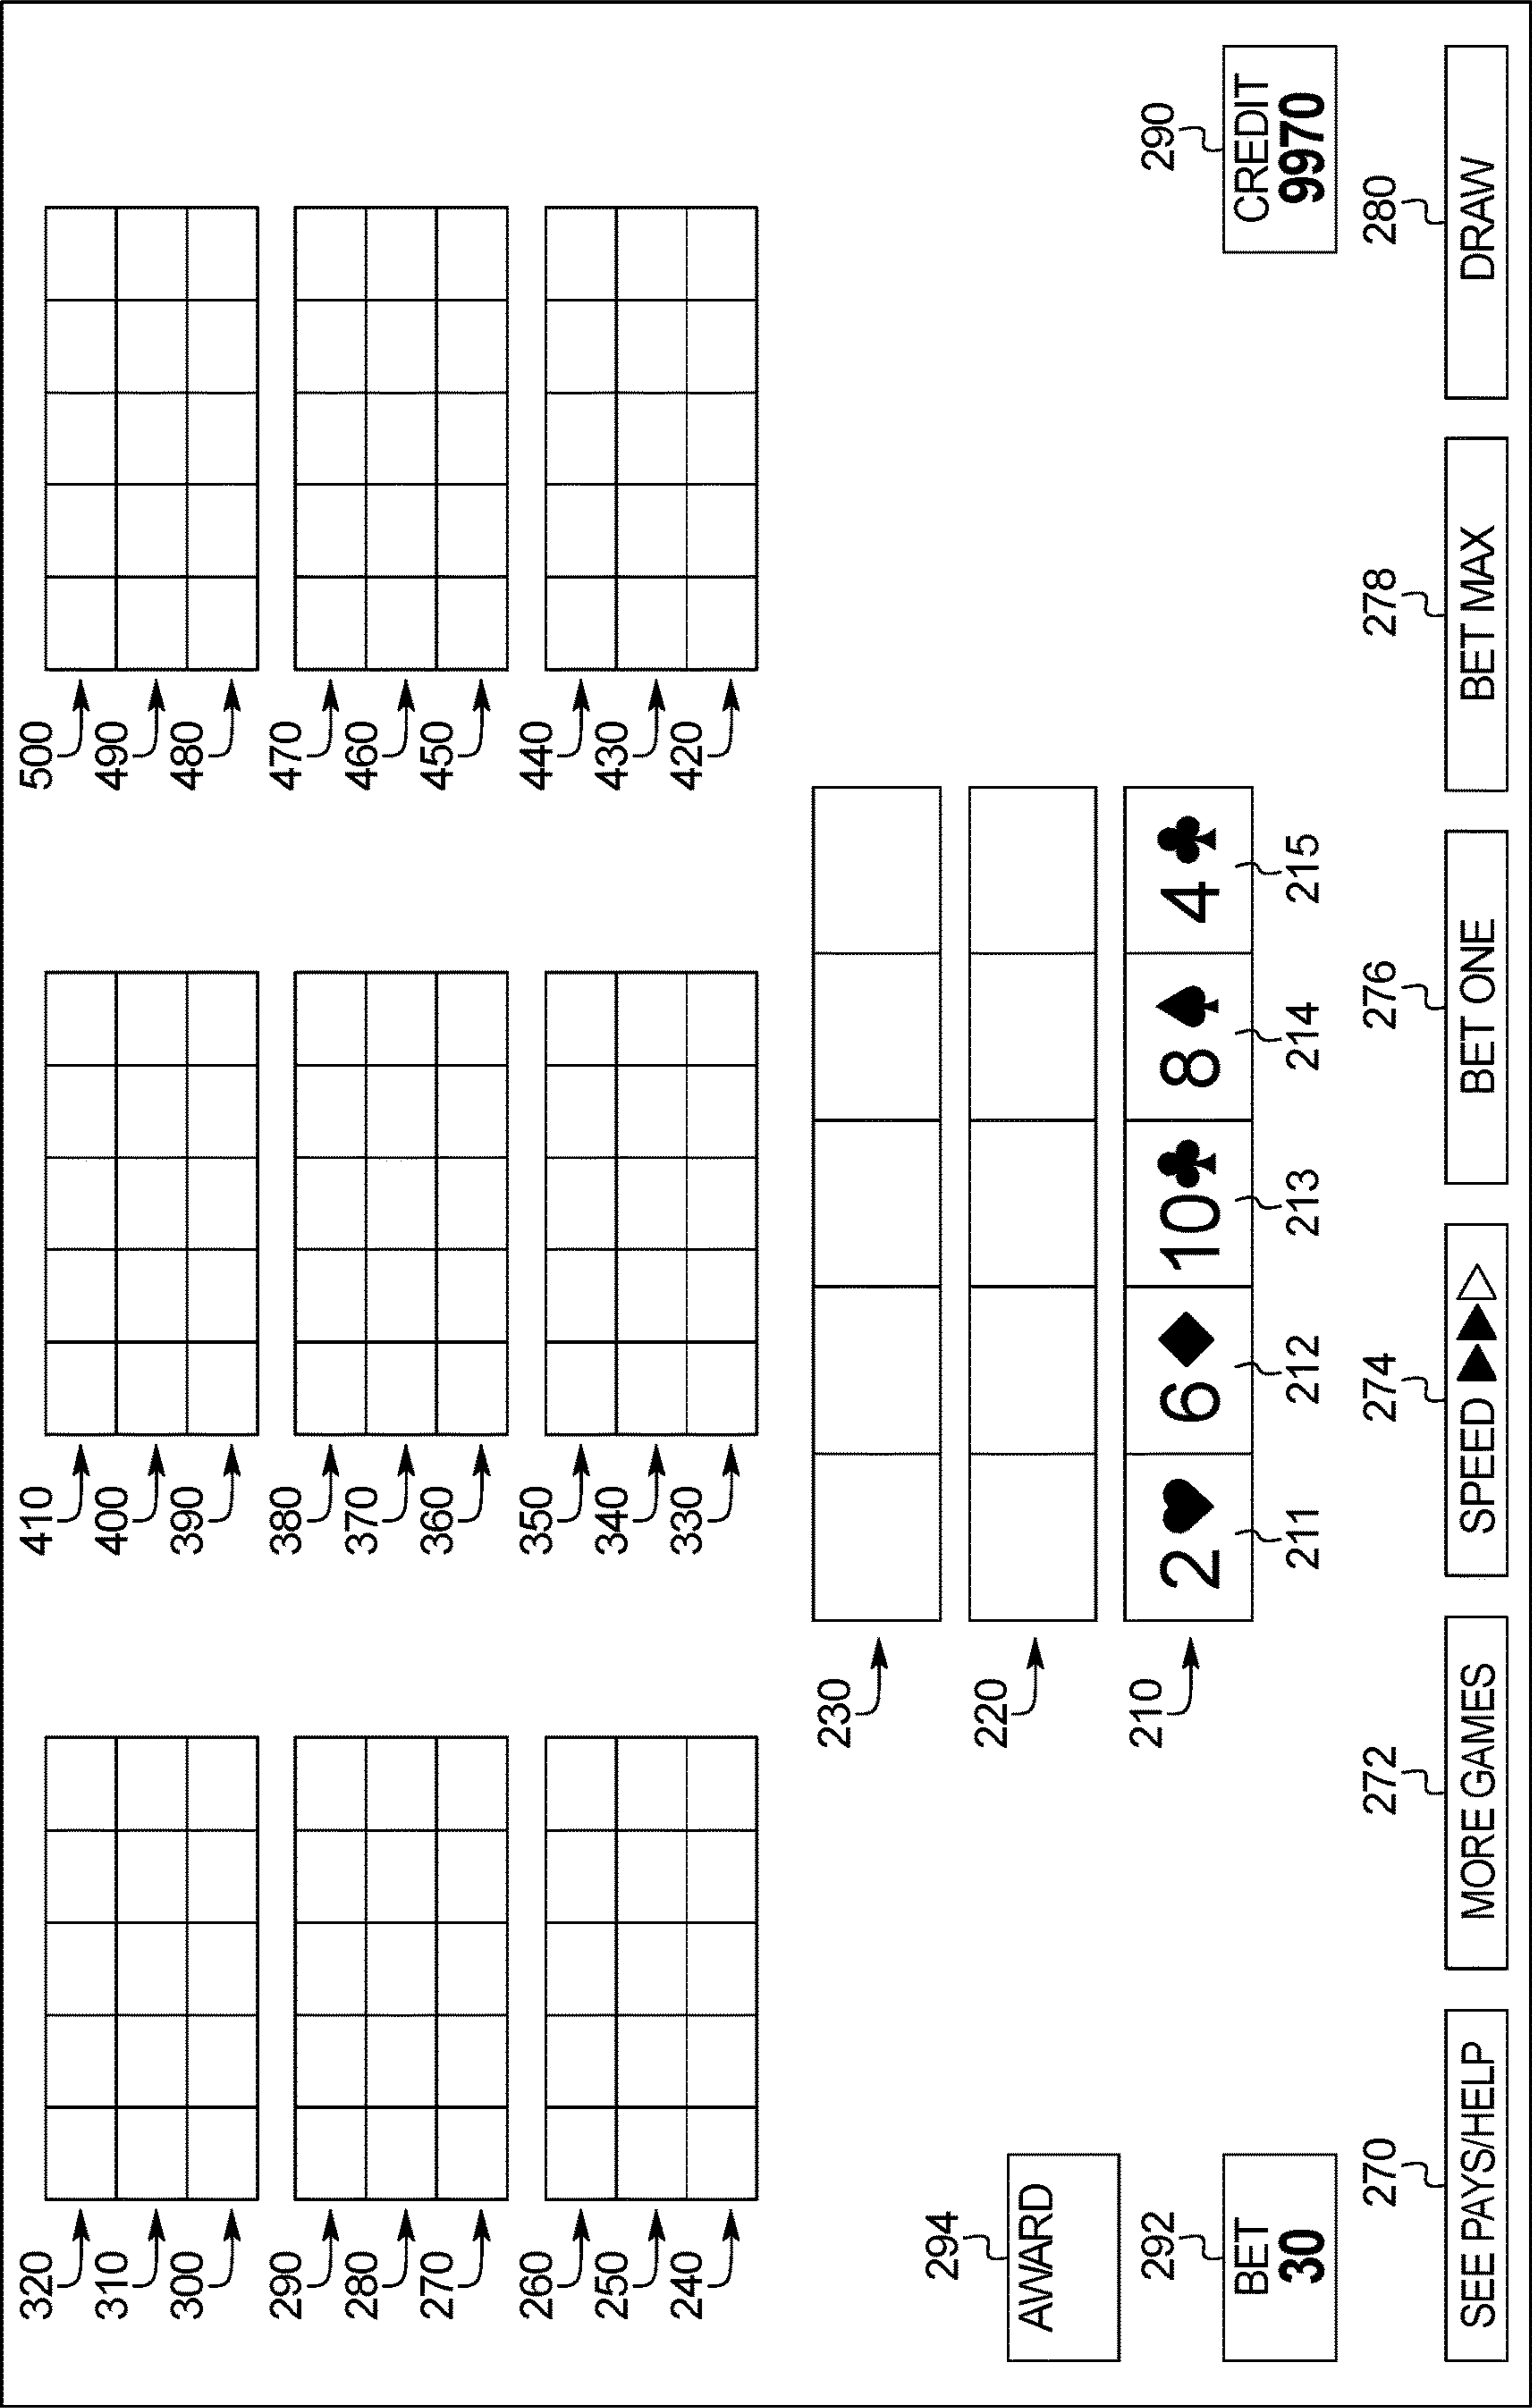 320 410 500
310 400 490
300 390 480
290 380 470
280 370 460
270 360 450
260 350 440
250 340 430
240 330 420
230
220
210 2♥ 6♦ 10♣ 8♠ 4♣
211 212 213 214 215
294
AWARD
292 290
BET CREDIT
30 9970
270 272 274 276 278 280
SEE PAYS/HELP MORE GAMES SPEED BET ONE BET MAX DRAW